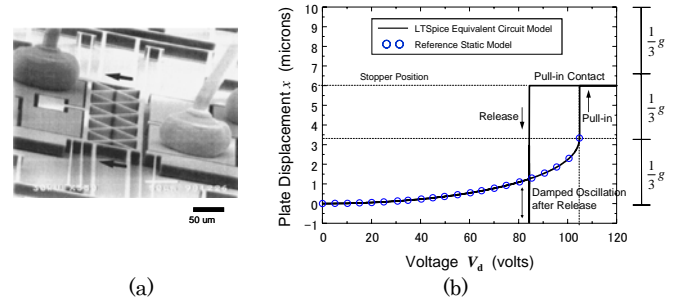 (a)
50 um
(b)
Plate Displacement x (microns)
10
9
8
7
6
5
4
3
2
1
0
-1
LTSpice Equivalent Circuit Model
Reference Static Model
Stopper Position
Pull-in Contact
Release
Pull-in
Damped Oscillation
after Release
0 20 40 60 80 100 120
Voltage Vd (volts)
1/3 g
1/3 g
1/3 g
(a)
(b)